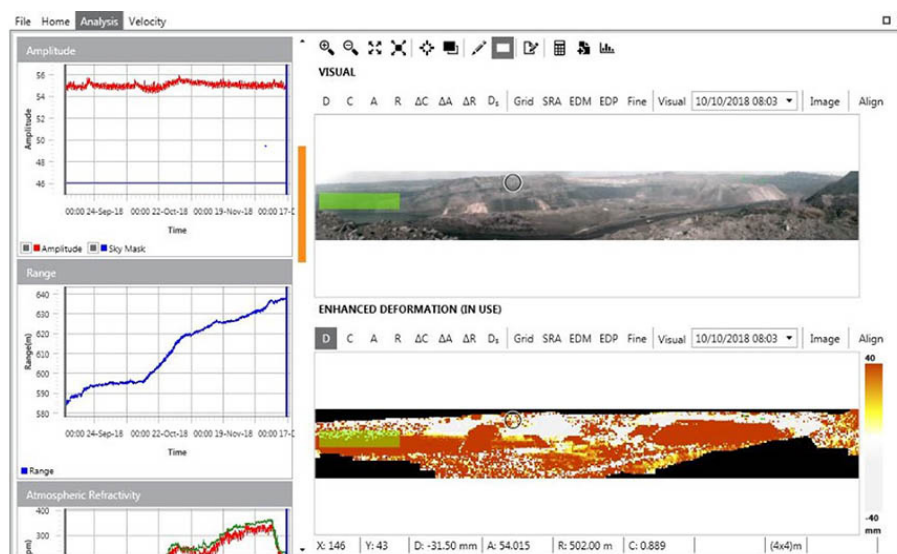 File Home Analysis Velocity
Amplitude
56
54
52
50
48
46
Amplitude
00:00 24-Sep-18 00:00 22-Oct-18 00:00 19-Nov-18 00:00 17-D
Time
Amplitude Sky Mask
Range
640
630
620
610
600
590
580
Range(m)
00:00 24-Sep-18 00:00 22-Oct-18 00:00 19-Nov-18 00:00 17-D
Time
Range
Atmospheric Refractivity
400
300
VISUAL
D C A R ΔC ΔA ΔR Ds Grid SRA EDM EDP Fine Visual 10/10/2018 08:03 Image Align
ENHANCED DEFORMATION (IN USE)
D C A R ΔC ΔA ΔR Ds Grid SRA EDM EDP Fine Visual 10/10/2018 08:03 Image Align
40
-40
mm
X: 146 Y: 43 D: -31.50 mm A: 54.015 R: 502.00 m C: 0.889 (4x4)m